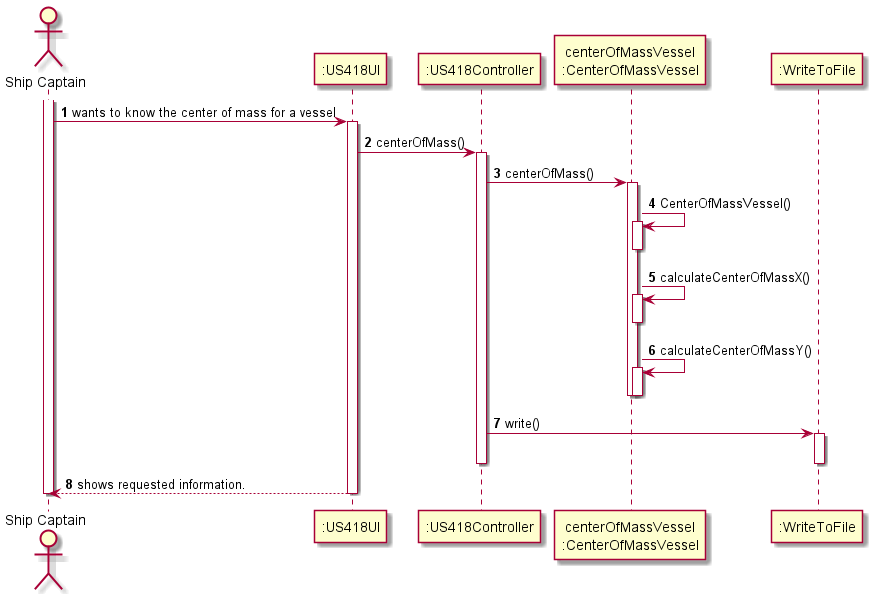 Ship Captain
:US418UI
:US418Controller
centerOfMassVessel
:CenterOfMassVessel
:WriteToFile
1 wants to know the center of mass for a vessel
2 centerOfMass()
3 centerOfMass()
4 CenterOfMassVessel()
5 calculateCenterOfMassX()
6 calculateCenterOfMassY()
7 write()
8 shows requested information.
Ship Captain
:US418UI
:US418Controller
centerOfMassVessel
:CenterOfMassVessel
:WriteToFile